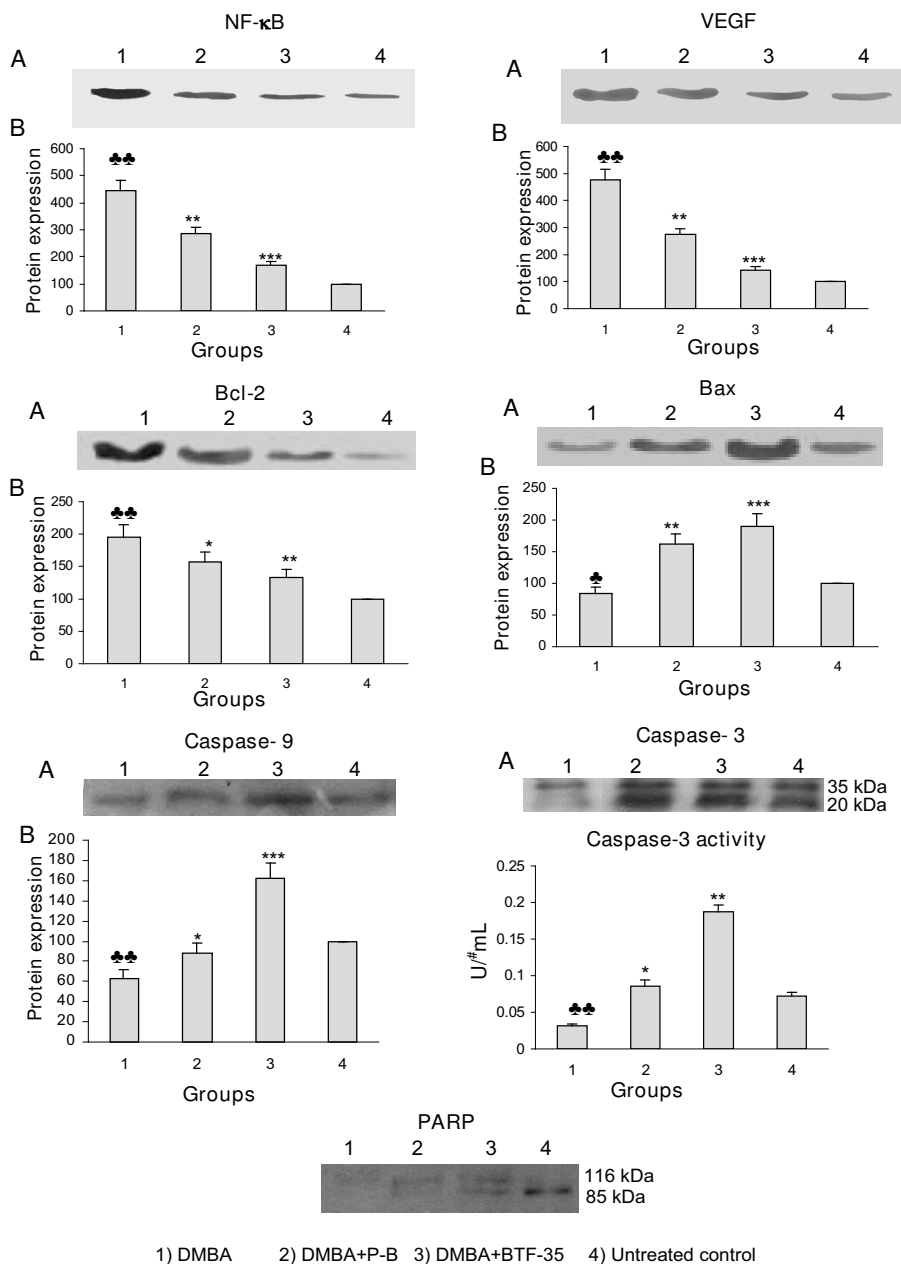 NF-κB
A
1 2 3 4
B
Protein expression
600
500
400
300
200
100
0
♣♣
**
***
1 2 3 4
Groups
VEGF
A
1 2 3 4
B
Protein expression
600
500
400
300
200
100
0
♣♣
**
***
1 2 3 4
Groups
Bcl-2
A
1 2 3 4
B
Protein expression
250
200
150
100
50
0
♣♣
*
**
1 2 3 4
Groups
Bax
A
1 2 3 4
B
Protein expression
250
200
150
100
50
0
♣
**
***
1 2 3 4
Groups
Caspase- 9
A
1 2 3 4
B
Protein expression
200
180
160
140
120
100
80
60
40
20
0
♣♣
*
***
1 2 3 4
Groups
Caspase- 3
A
1 2 3 4
35 kDa
20 kDa
Caspase-3 activity
U/#mL
0.25
0.2
0.15
0.1
0.05
0
♣♣
*
**
1 2 3 4
Groups
PARP
1 2 3 4
116 kDa
85 kDa
1) DMBA 2) DMBA+P-B 3) DMBA+BTF-35 4) Untreated control